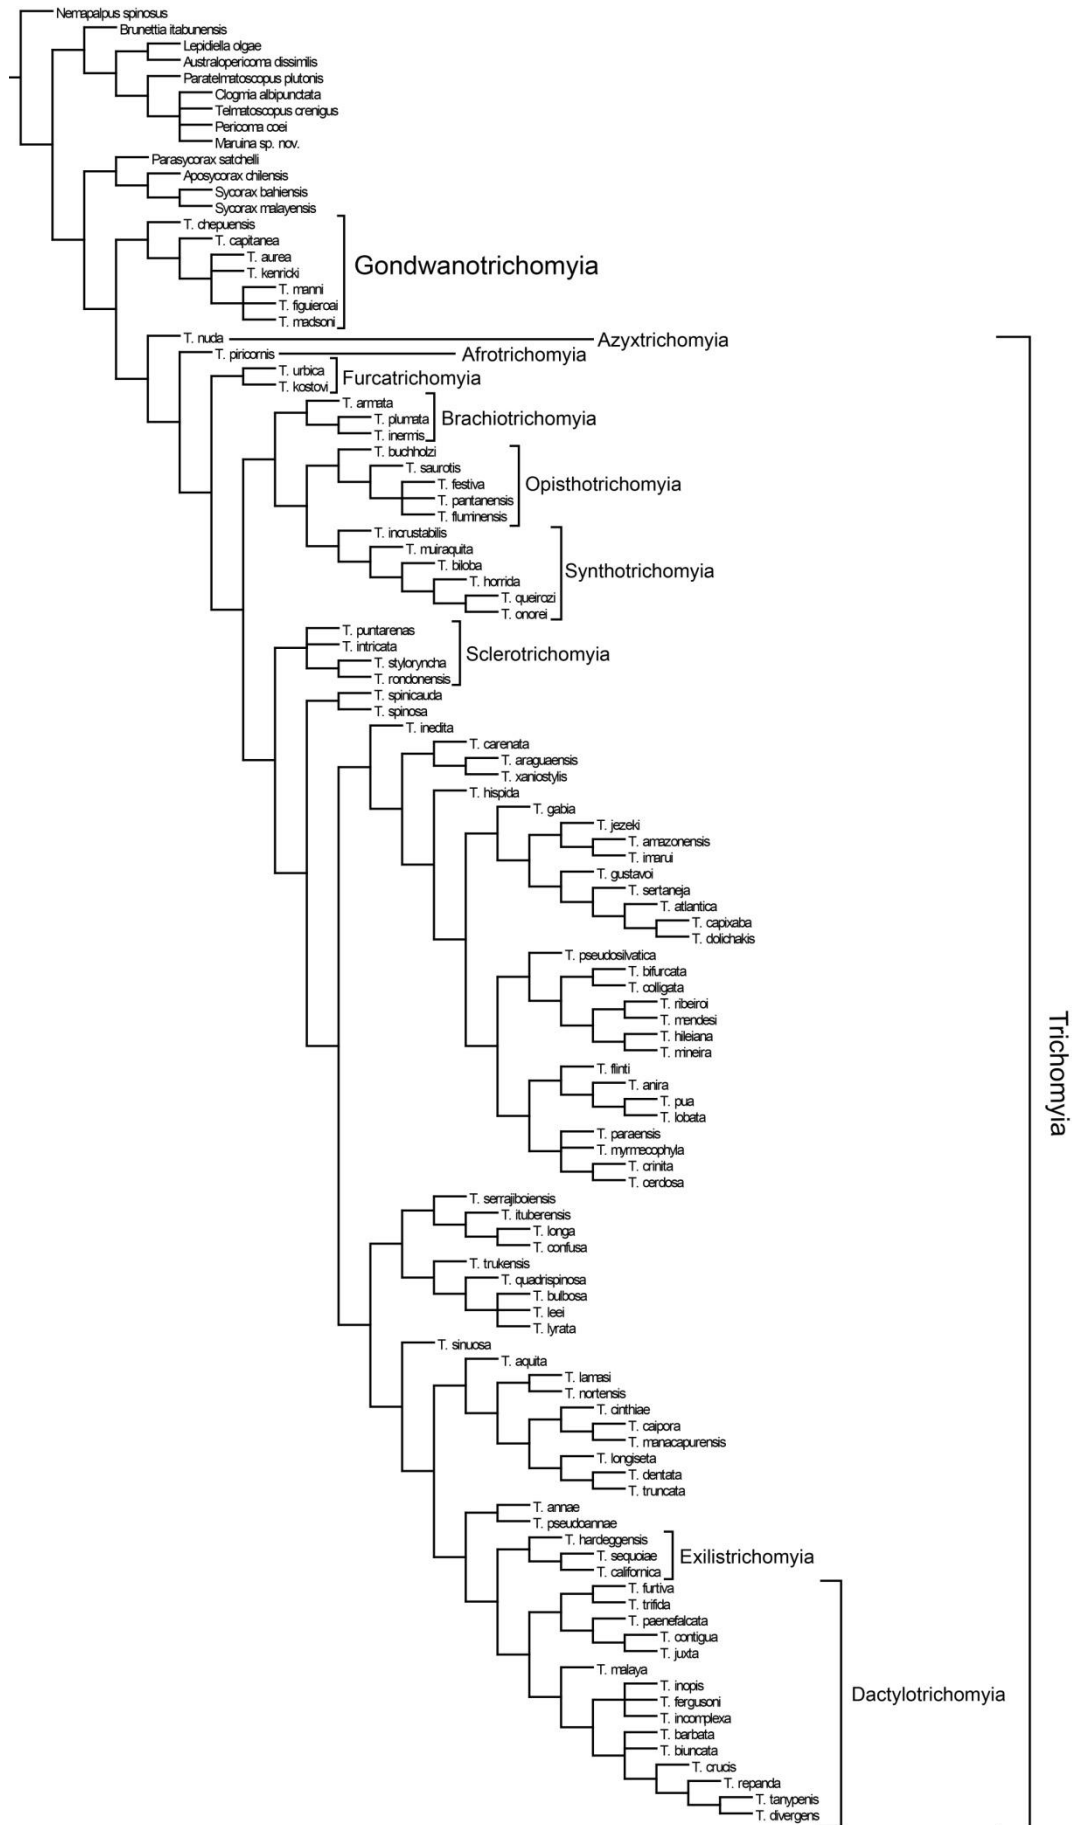 Nemapalpus spinosus
Brunettia itabunensis
Lepidiella olgae
Australopericoma dissimilis
Paratelmatoscopus plutonis
Clogmia albipunctata
Telmatoscopus crenigus
Pericoma coei
Maruina sp. nov.
Parasycorax satchelli
Aposycorax chilensis
Sycorax bahiensis
Sycorax malayensis
T. chepuensis
T. capitanea
T. aurea
T. kenricki
Gondwanotrichomyia
T. manni
T. figuieroai
T. madsoni
T. nuda
Azyxtrichomyia
T. piricornis
Afrotrichomyia
T. urbica
Furcatrichomyia
T. kostovi
T. armata
T. plumata
Brachiotrichomyia
T. inermis
T. buchholzi
T. saurotis
T. festiva
Opisthotrichomyia
T. pantanensis
T. fluminensis
T. incrustabilis
T. muiraquita
T. biloba
Synthotrichomyia
T. horrida
T. queirozi
T. onorei
T. puntarenas
T. intricata
Sclerotrichomyia
T. styloryncha
T. rondonensis
T. spinicauda
T. spinosa
T. inedita
T. carenata
T. araguaensis
T. xaniostylis
T. hispida
T. gabia
T. jezeki
T. amazonensis
T. imarui
T. gustavoi
T. sertaneja
T. atlantica
T. capixaba
T. dolichakis
T. pseudosilvatica
T. bifurcata
T. colligata
T. ribeiroi
T. mendesi
T. hileiana
T. mineira
Trichomyia
T. flinti
T. anira
T. pua
T. lobata
T. paraensis
T. myrmecophyla
T. crinita
T. cerdosa
T. serrajiboiensis
T. ituberensis
T. longa
T. confusa
T. trukensis
T. quadrispinosa
T. bulbosa
T. leei
T. lyrata
T. sinuosa
T. aquita
T. lamasi
T. nortensis
T. cinthiae
T. caipora
T. manacapurensis
T. longiseta
T. dentata
T. truncata
T. annae
T. pseudoannae
T. hardeggensis
T. sequoiae
Exilistrichomyia
T. californica
T. furtiva
T. trifida
T. paenefalcata
T. contigua
T. juxta
T. malaya
T. inopis
Dactylotrichomyia
T. fergusoni
T. incomplexa
T. barbata
T. biuncata
T. crucis
T. repanda
T. tanypenis
T. divergens